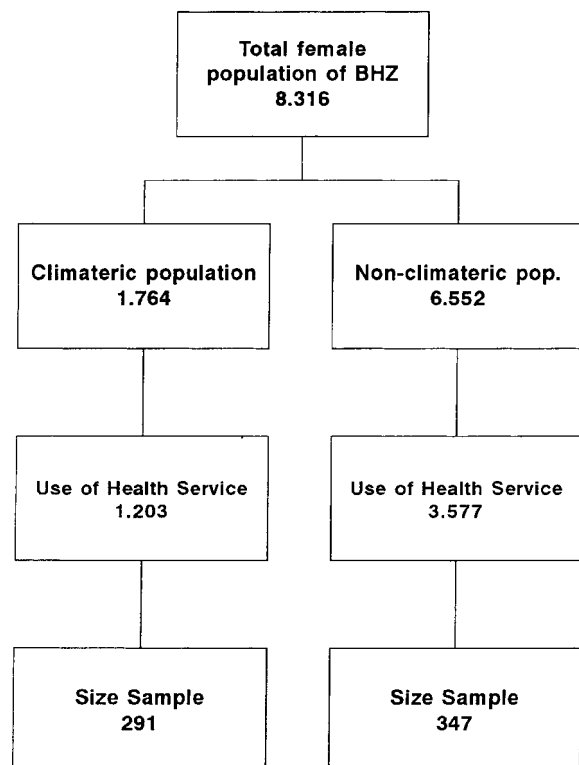 Total female
population of BHZ
8.316
Climateric population
1.764
Non-climateric pop.
6.552
Use of Health Service
1.203
Use of Health Service
3.577
Size Sample
291
Size Sample
347